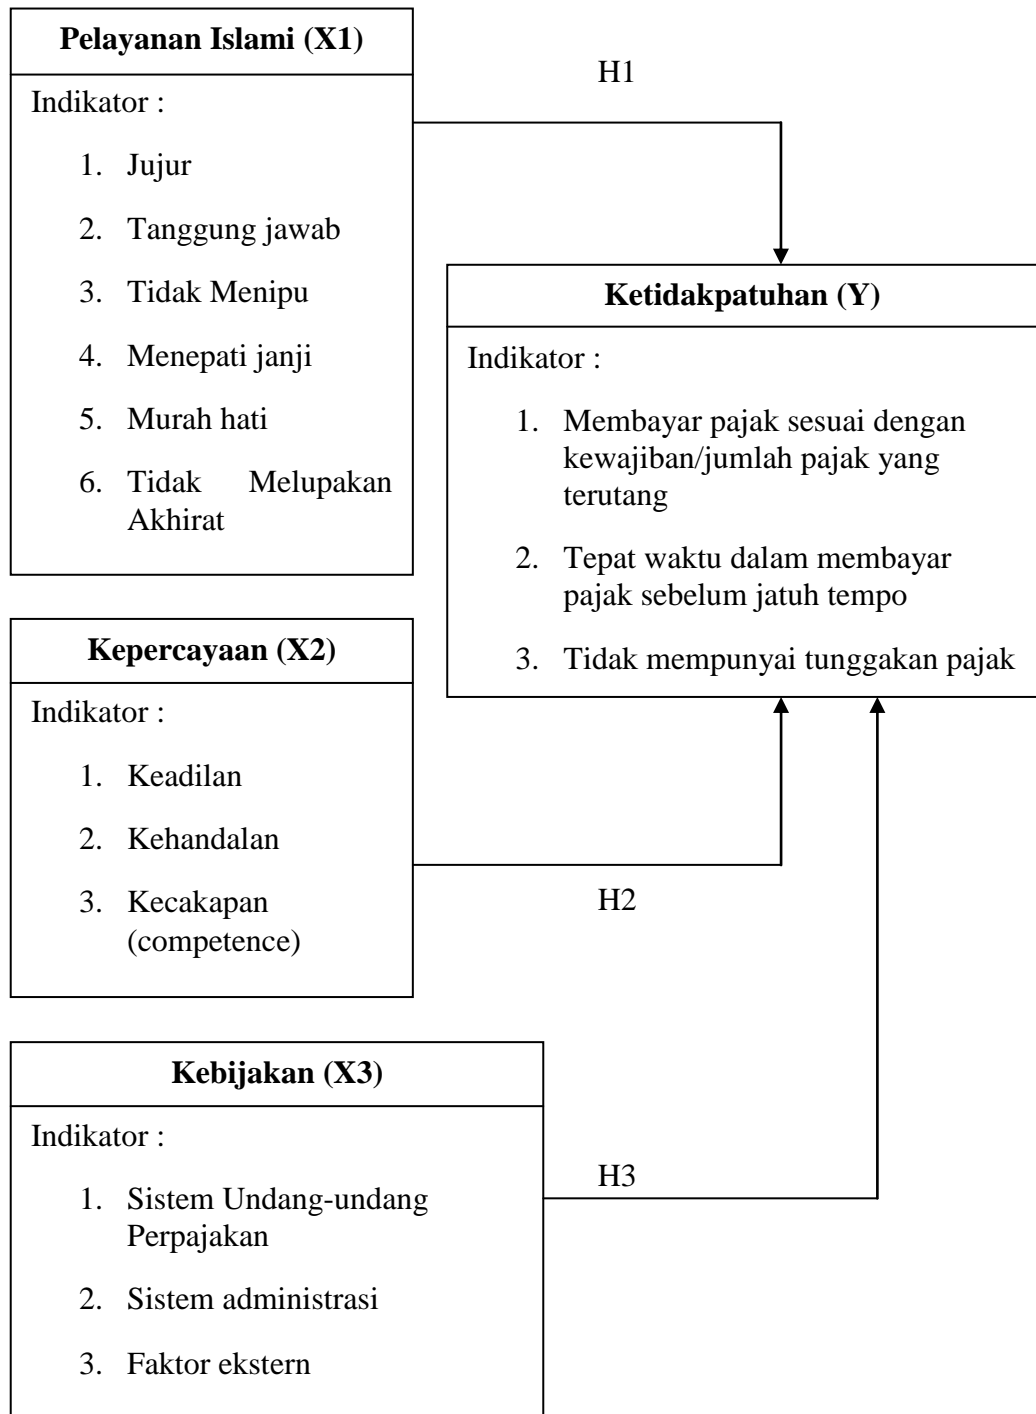 Pelayanan Islami (X1)
Indikator :
1. Jujur
2. Tanggung jawab
3. Tidak Menipu
4. Menepati janji
5. Murah hati
6. Tidak Melupakan
Akhirat
H1
Ketidakpatuhan (Y)
Indikator :
1. Membayar pajak sesuai dengan
kewajiban/jumlah pajak yang
terutang
2. Tepat waktu dalam membayar
pajak sebelum jatuh tempo
3. Tidak mempunyai tunggakan pajak
Kepercayaan (X2)
Indikator :
1. Keadilan
2. Kehandalan
3. Kecakapan
(competence)
H2
Kebijakan (X3)
Indikator :
1. Sistem Undang-undang
Perpajakan
2. Sistem administrasi
3. Faktor ekstern
H3